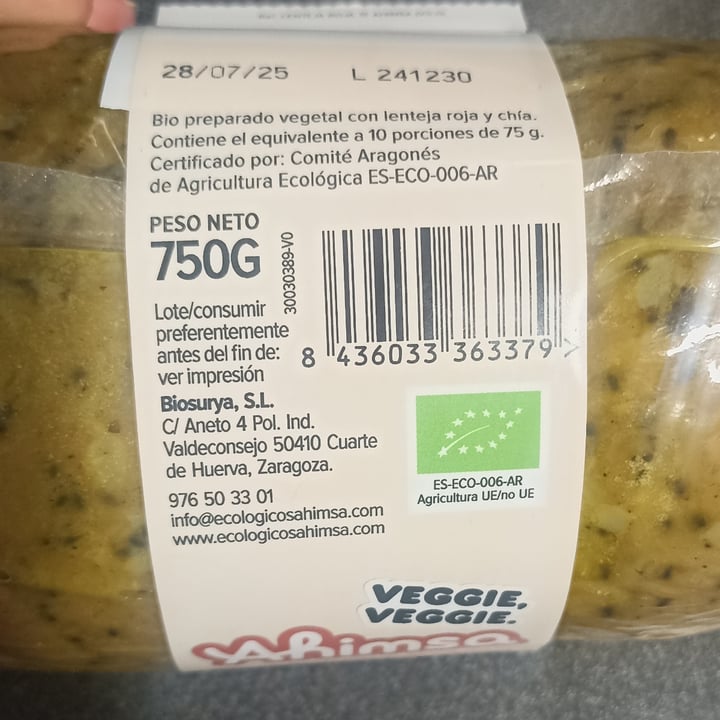 28/07/25 L 241230
Bio preparado vegetal con lenteja roja y chía.
Contiene el equivalente a 10 porciones de 75 g.
Certificado por: Comité Aragonés
de Agricultura Ecológica ES-ECO-006-AR
PESO NETO
750G
30030389-V0
Lote/consumir
preferentemente
antes del fin de:
ver impresión
8 436033 363379 >
Biosurya, S.L.
C/ Aneto 4 Pol. Ind.
Valdeconsejo 50410 Cuarte
de Huerva, Zaragoza.
976 50 33 01
info@ecologicosahimsa.com
www.ecologicosahimsa.com
ES-ECO-006-AR
Agricultura UE/no UE
VEGGIE,
VEGGIE.
Ahimsa